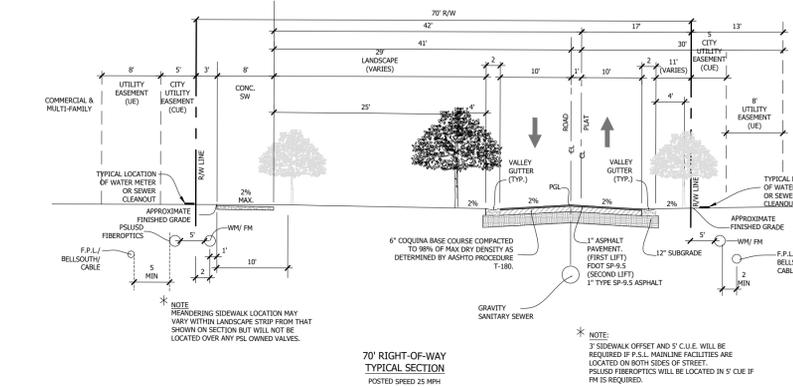 70' R/W
42'
17'
13'
41'
30'
5
CITY
UTILITY
EASEMENT
(CUE)
29'
LANDSCAPE
(VARIES)
2
10'
1'
10'
2
11'
(VARIES)
8'
5'
3'
8'
UTILITY
EASEMENT
(UE)
CITY
UTILITY
EASEMENT
(CUE)
CONC.
SW
COMMERCIAL &
MULTI-FAMILY
25'
4'
4'
8'
UTILITY
EASEMENT
(UE)
ROAD
CL
PLAT
CL
R/W LINE
R/W LINE
VALLEY
GUTTER
(TYP.)
VALLEY
GUTTER
(TYP.)
PGL
TYPICAL LOCATION
OF WATER METER
OR SEWER
CLEANOUT
2%
MAX.
2%
2%
2%
2%
TYPICAL
OF WATE
OR SEW
CLEANOUT
APPROXIMATE
FINISHED GRADE
APPROXIMATE
FINISHED GRADE
PSLUSD
FIBEROPTICS
5'
WM/ FM
F.P.L./
BELLSOUTH/
CABLE
1'
10'
2
5
MIN
6" COQUINA BASE COURSE COMPACTED
TO 98% OF MAX DRY DENSITY AS
DETERMINED BY AASHTO PROCEDURE
T-180.
1" ASPHALT
PAVEMENT.
(FIRST LIFT)
FDOT SP-9.5
(SECOND LIFT)
1" TYPE SP-9.5 ASPHALT
12" SUBGRADE
5'
WM/ FM
F.P.L
BELLS
CAB
2
MIN
GRAVITY
SANITARY SEWER
* NOTE
MEANDERING SIDEWALK LOCATION MAY
VARY WITHIN LANDSCAPE STRIP FROM THAT
SHOWN ON SECTION BUT WILL NOT BE
LOCATED OVER ANY PSL OWNED VALVES.
* NOTE:
3' SIDEWALK OFFSET AND 5' C.U.E. WILL BE
REQUIRED IF P.S.L. MAINLINE FACILITIES ARE
LOCATED ON BOTH SIDES OF STREET.
PSLUSD FIBEROPTICS WILL BE LOCATED IN 5' CUE IF
FM IS REQUIRED.
70' RIGHT-OF-WAY
TYPICAL SECTION
POSTED SPEED 25 MPH